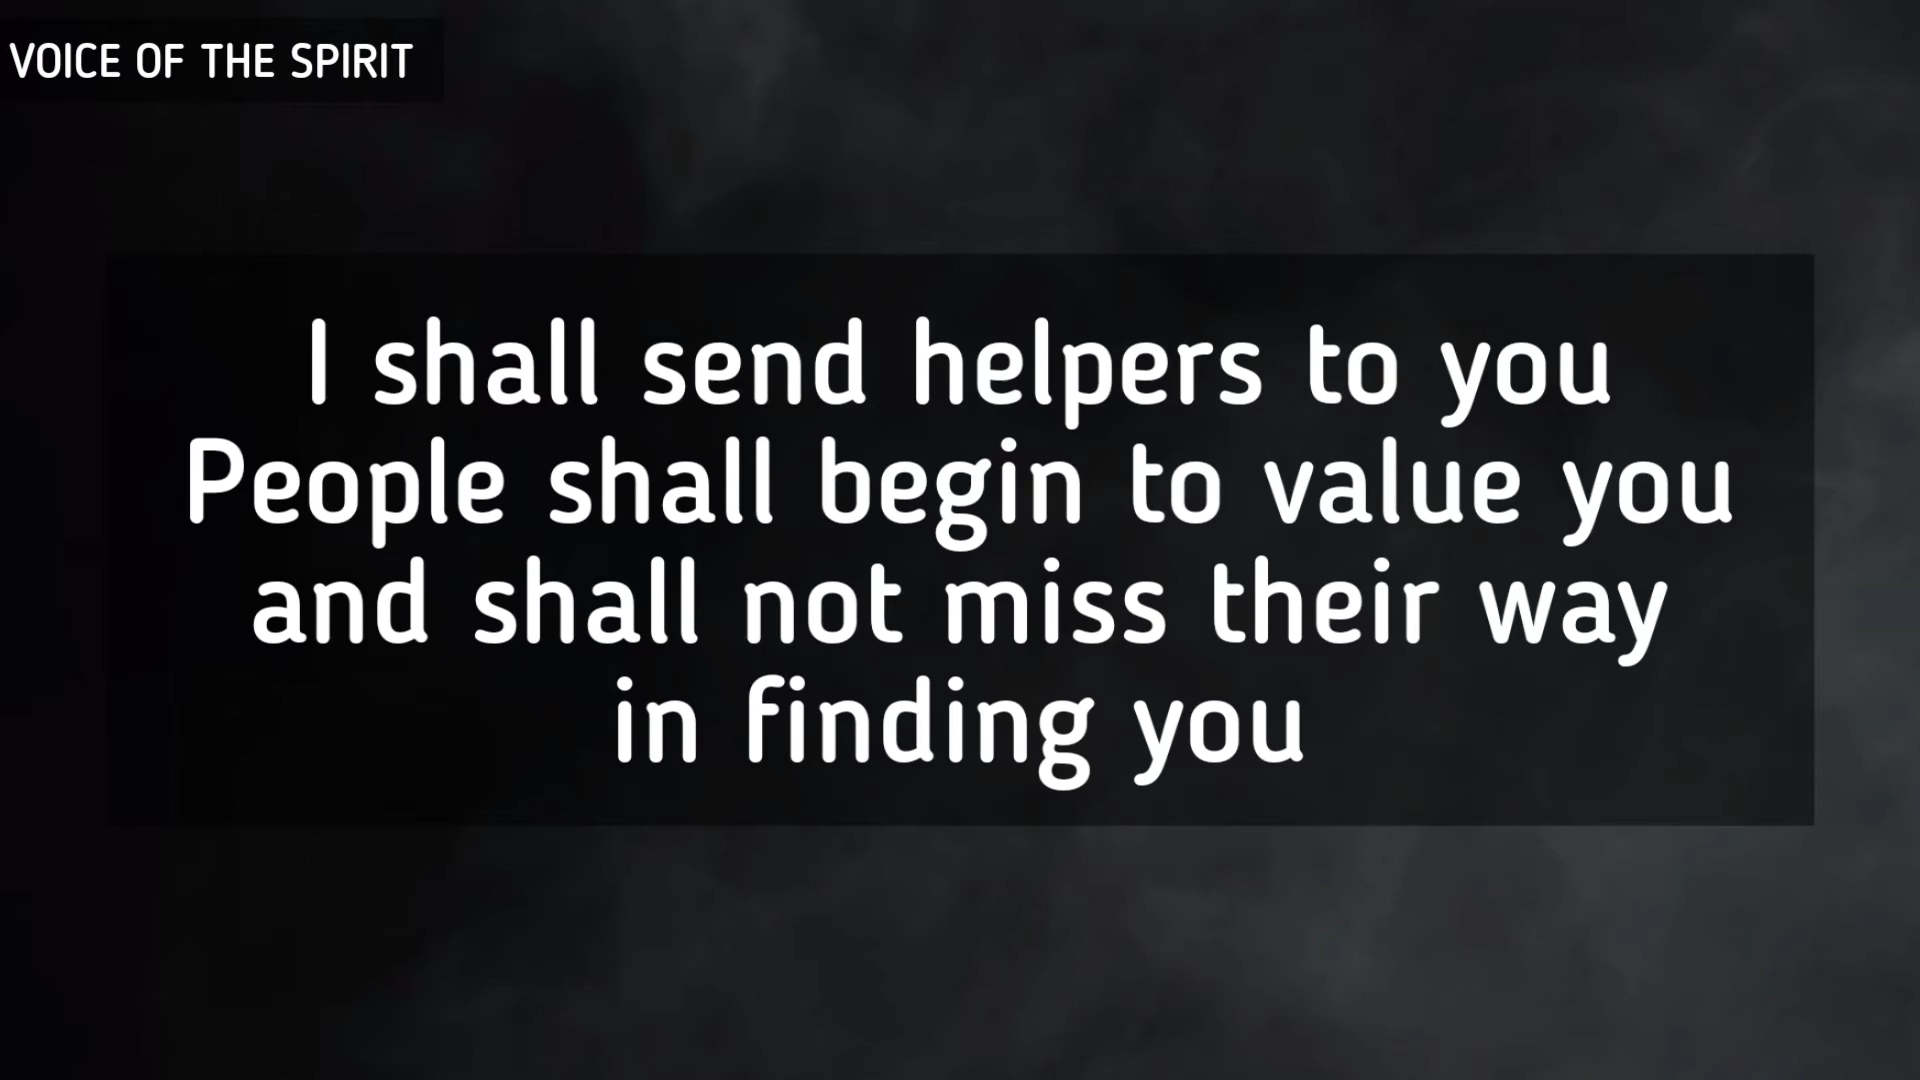 VOICE OF THE SPIRIT
I shall send helpers to you
People shall begin to value you
and shall not miss their way
in finding you